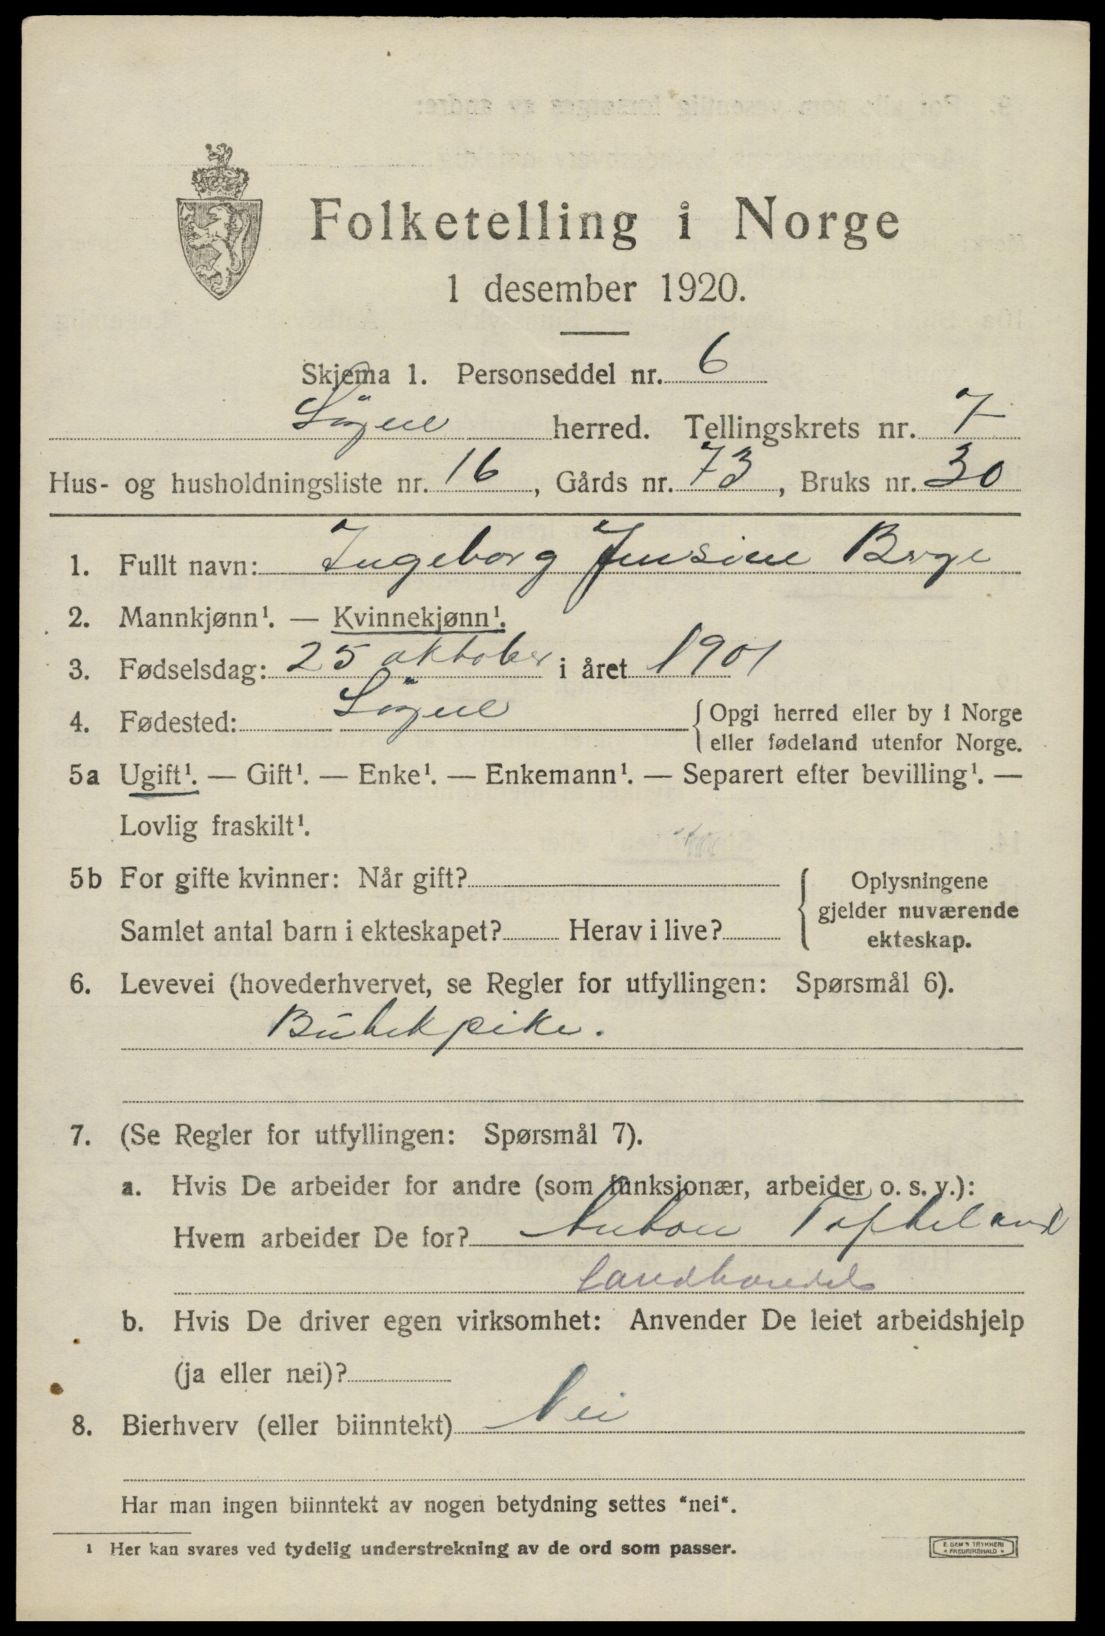 Folketelling i Norge
1 desember 1920.
Skjema 1. Personseddel nr. 6
Søgne herred. Tellingskrets nr. 7
Hus- og husholdningsliste nr. 16, Gårds nr. 73, Bruks nr. 30
1. Fullt navn: Ingeborg Jensine Berge
2. Mannkjønn¹. — Kvinnekjønn¹.
3. Fødselsdag: 25 oktober i året 1901
4. Fødested: Søgne {Opgi herred eller by i Norge
eller fødeland utenfor Norge.
5a Ugift¹. — Gift¹. — Enke¹. — Enkemann¹. — Separert efter bevilling¹. —
Lovlig fraskilt¹.
5b For gifte kvinner: Når gift?
Samlet antal barn i ekteskapet? Herav i live?
{ Oplysningene
gjelder nuværende
ekteskap.
6. Levevei (hovederhvervet, se Regler for utfyllingen: Spørsmål 6).
Butikpike.
7. (Se Regler for utfyllingen: Spørsmål 7).
a. Hvis De arbeider for andre (som funksjonær, arbeider o. s. v.):
Hvem arbeider De for? Anton Tofteland
Landhandel
b. Hvis De driver egen virksomhet: Anvender De leiet arbeidshjelp
(ja eller nei)?
8. Bierhverv (eller biinntekt) Nei
Har man ingen biinntekt av nogen betydning settes "nei".
¹ Her kan svares ved tydelig understrekning av de ord som passer.
E. SEM'S TRYKKERI
FREDRIKSHALD